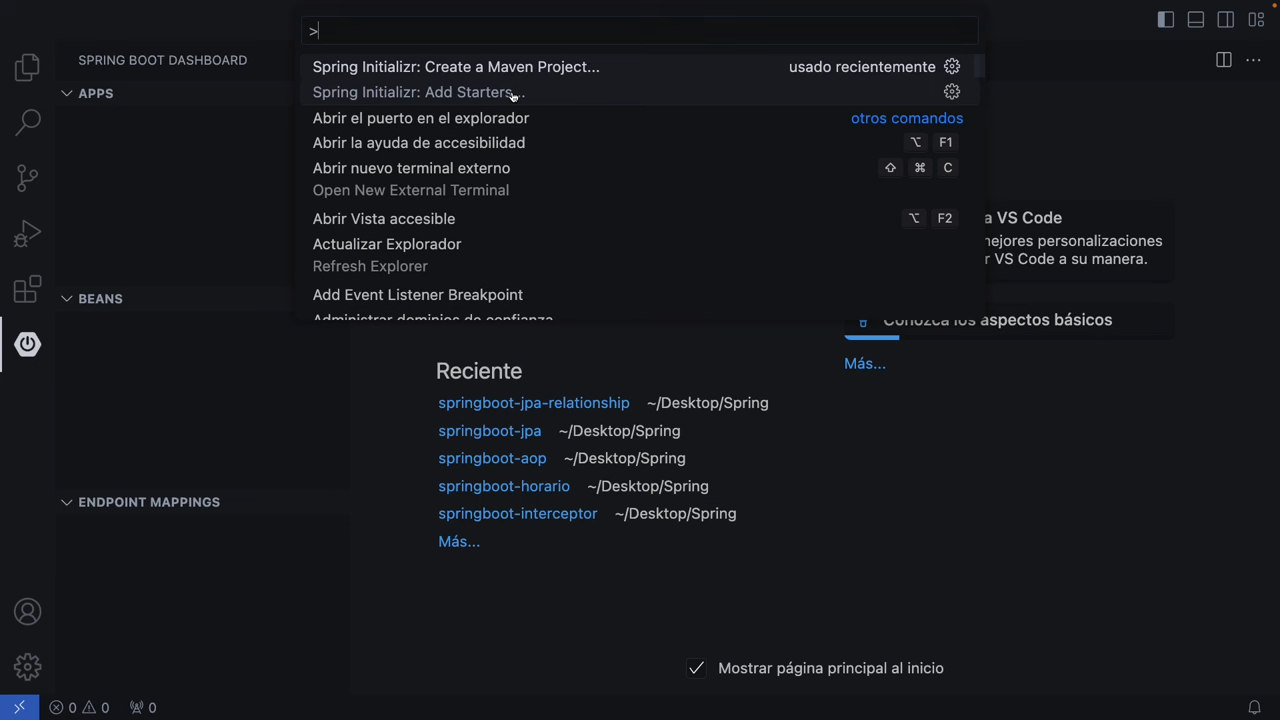 >
SPRING BOOT DASHBOARD
APPS
Spring Initializr: Create a Maven Project... usado recientemente
Spring Initializr: Add Starters...
Abrir el puerto en el explorador otros comandos
Abrir la ayuda de accesibilidad ⌥ F1
Abrir nuevo terminal externo ⇧ ⌘ C
Open New External Terminal
Abrir Vista accesible ⌥ F2
Actualizar Explorador
Refresh Explorer
Add Event Listener Breakpoint
Administrar dominios de confianza
BEANS
ENDPOINT MAPPINGS
a VS Code
mejores personalizaciones
r VS Code a su manera.
Conozca los aspectos básicos
Más...
Reciente
springboot-jpa-relationship ~/Desktop/Spring
springboot-jpa ~/Desktop/Spring
springboot-aop ~/Desktop/Spring
springboot-horario ~/Desktop/Spring
springboot-interceptor ~/Desktop/Spring
Más...
Mostrar página principal al inicio
0 0 0